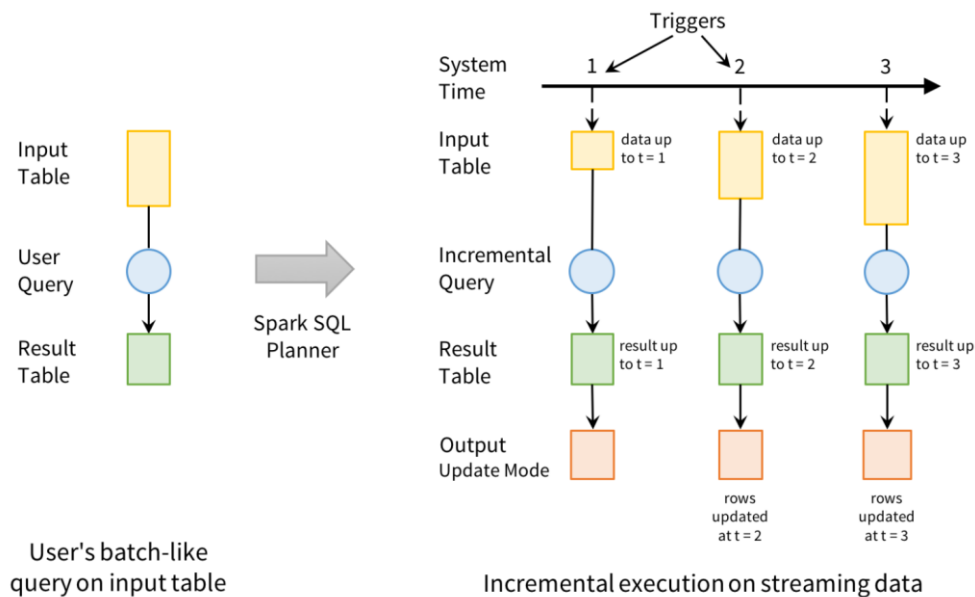 Triggers
System
Time
1
2
3
Input
Table
User
Query
Result
Table
Spark SQL
Planner
Input
Table
data up
to t = 1
data up
to t = 2
data up
to t = 3
Incremental
Query
Result
Table
result up
to t = 1
result up
to t = 2
result up
to t = 3
Output
Update Mode
rows
updated
at t = 2
rows
updated
at t = 3
User's batch-like
query on input table
Incremental execution on streaming data